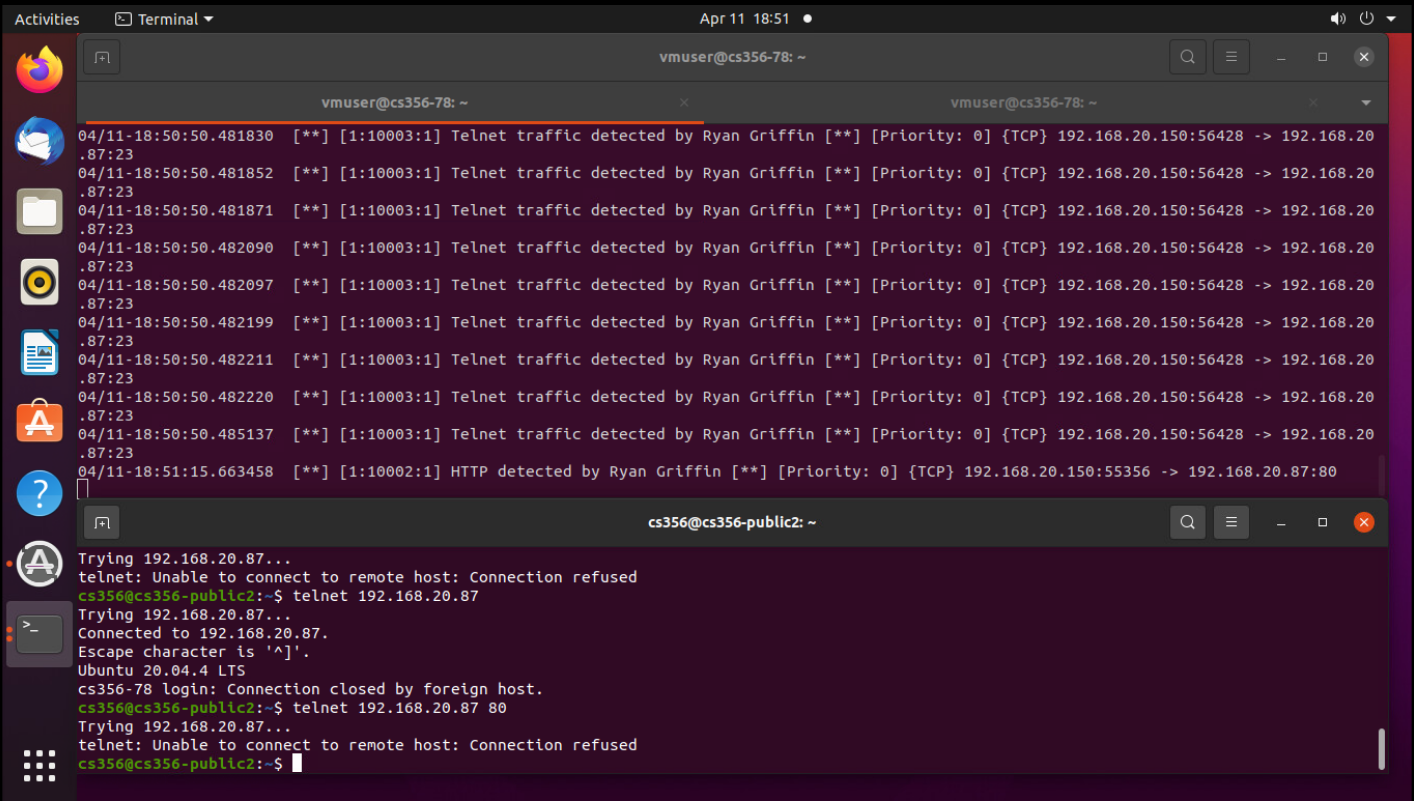 Activities
Terminal
Apr 11 18:51
vmuser@cs356-78: ~
vmuser@cs356-78: ~
vmuser@cs356-78: ~
04/11-18:50:50.481830  [**] [1:10003:1] Telnet traffic detected by Ryan Griffin [**] [Priority: 0] {TCP} 192.168.20.150:56428 -> 192.168.20
.87:23
04/11-18:50:50.481852  [**] [1:10003:1] Telnet traffic detected by Ryan Griffin [**] [Priority: 0] {TCP} 192.168.20.150:56428 -> 192.168.20
.87:23
04/11-18:50:50.481871  [**] [1:10003:1] Telnet traffic detected by Ryan Griffin [**] [Priority: 0] {TCP} 192.168.20.150:56428 -> 192.168.20
.87:23
04/11-18:50:50.482090  [**] [1:10003:1] Telnet traffic detected by Ryan Griffin [**] [Priority: 0] {TCP} 192.168.20.150:56428 -> 192.168.20
.87:23
04/11-18:50:50.482097  [**] [1:10003:1] Telnet traffic detected by Ryan Griffin [**] [Priority: 0] {TCP} 192.168.20.150:56428 -> 192.168.20
.87:23
04/11-18:50:50.482199  [**] [1:10003:1] Telnet traffic detected by Ryan Griffin [**] [Priority: 0] {TCP} 192.168.20.150:56428 -> 192.168.20
.87:23
04/11-18:50:50.482211  [**] [1:10003:1] Telnet traffic detected by Ryan Griffin [**] [Priority: 0] {TCP} 192.168.20.150:56428 -> 192.168.20
.87:23
04/11-18:50:50.482220  [**] [1:10003:1] Telnet traffic detected by Ryan Griffin [**] [Priority: 0] {TCP} 192.168.20.150:56428 -> 192.168.20
.87:23
04/11-18:50:50.485137  [**] [1:10003:1] Telnet traffic detected by Ryan Griffin [**] [Priority: 0] {TCP} 192.168.20.150:56428 -> 192.168.20
.87:23
04/11-18:51:15.663458  [**] [1:10002:1] HTTP detected by Ryan Griffin [**] [Priority: 0] {TCP} 192.168.20.150:55356 -> 192.168.20.87:80
cs356@cs356-public2: ~
Trying 192.168.20.87...
telnet: Unable to connect to remote host: Connection refused
cs356@cs356-public2:~$ telnet 192.168.20.87
Trying 192.168.20.87...
Connected to 192.168.20.87.
Escape character is '^]'.
Ubuntu 20.04.4 LTS
cs356-78 login: Connection closed by foreign host.
cs356@cs356-public2:~$ telnet 192.168.20.87 80
Trying 192.168.20.87...
telnet: Unable to connect to remote host: Connection refused
cs356@cs356-public2:~$